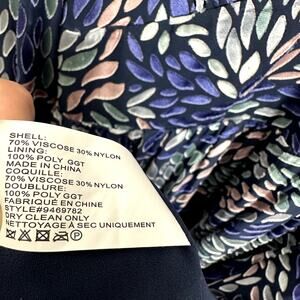 SHELL:
70% VISCOSE 30% NYLON
LINING:
100% POLY GGT
MADE IN CHINA
COQUILLE:
70% VISCOSE 30% NYLON
DOUBLURE:
100% POLY GGT
FABRIQUÉ EN CHINE
STYLE#9469782
DRY CLEAN ONLY
NETTOYAGE À SEC UNIQUEMENT